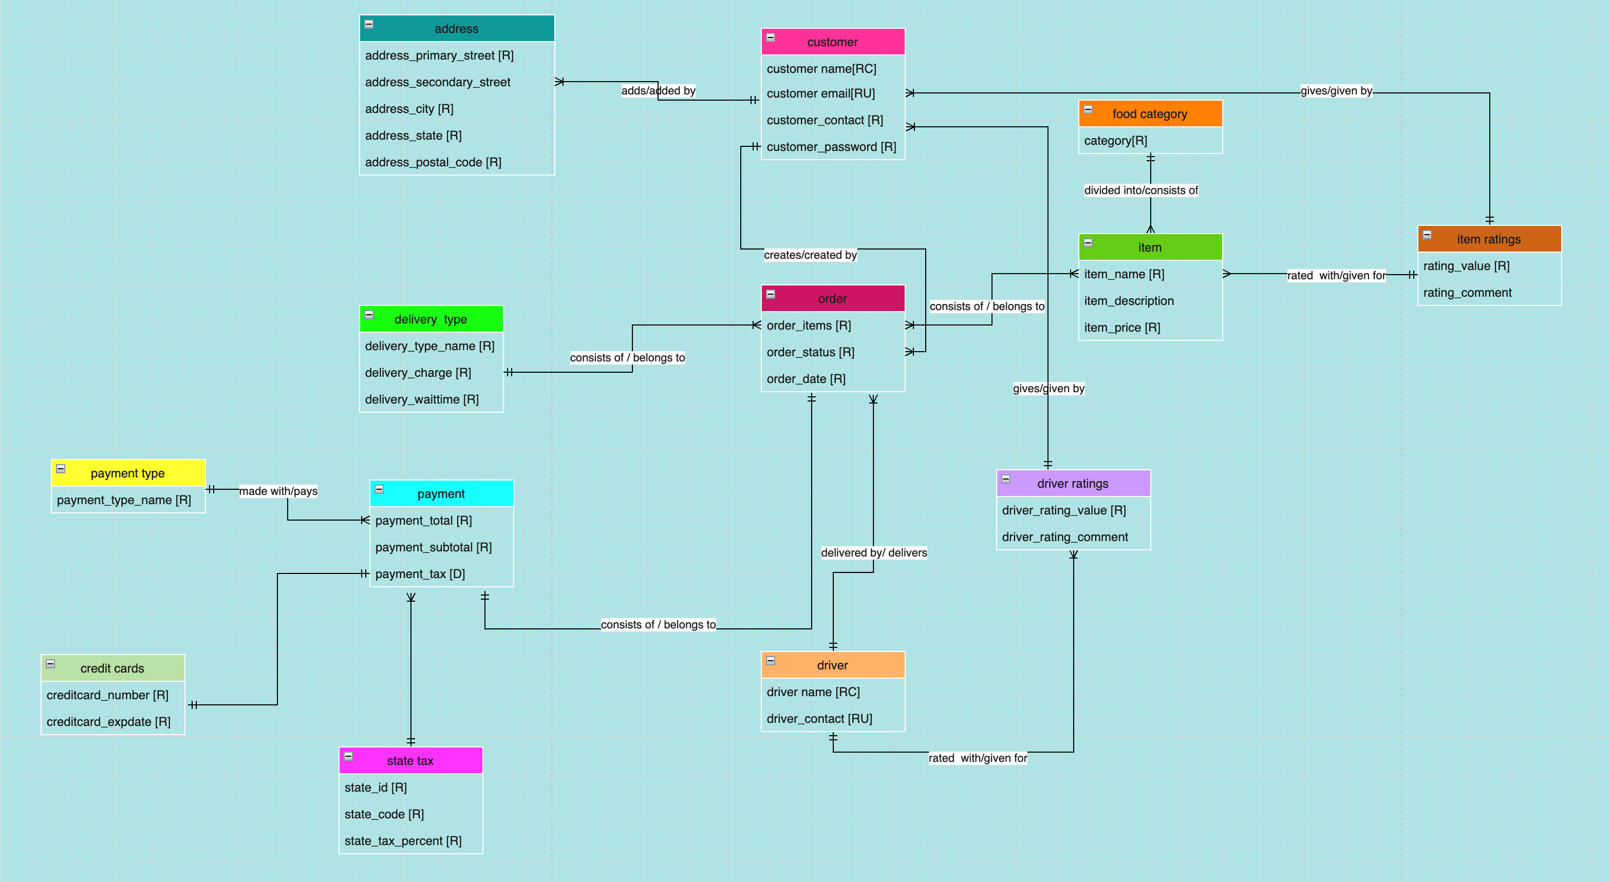 address
address_primary_street [R]
address_secondary_street
address_city [R]
address_state [R]
address_postal_code [R]
adds/added by
customer
customer name[RC]
customer email[RU]
customer_contact [R]
customer_password [R]
gives/given by
food category
category[R]
divided into/consists of
item
item_name [R]
item_description
item_price [R]
rated  with/given for
item ratings
rating_value [R]
rating_comment
creates/created by
order
order_items [R]
order_status [R]
order_date [R]
consists of / belongs to
delivery  type
delivery_type_name [R]
delivery_charge [R]
delivery_waittime [R]
consists of / belongs to
gives/given by
payment type
payment_type_name [R]
made with/pays
payment
payment_total [R]
payment_subtotal [R]
payment_tax [D]
driver ratings
driver_rating_value [R]
driver_rating_comment
delivered by/ delivers
consists of / belongs to
credit cards
creditcard_number [R]
creditcard_expdate [R]
driver
driver name [RC]
driver_contact [RU]
rated  with/given for
state tax
state_id [R]
state_code [R]
state_tax_percent [R]